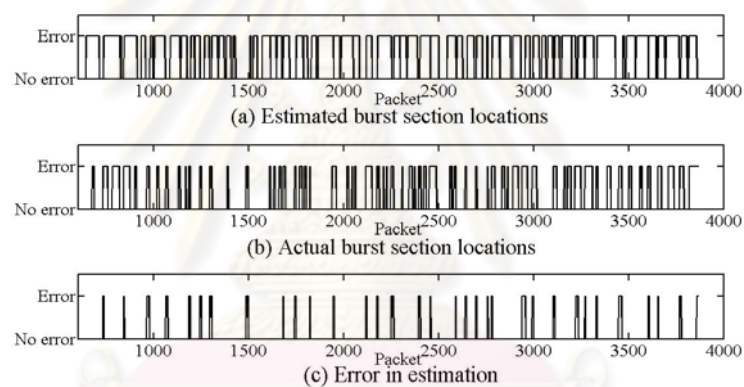 Error
No error
1000 1500 2000 2500 3000 3500 4000
Packet
(a) Estimated burst section locations
Error
No error
1000 1500 2000 2500 3000 3500 4000
Packet
(b) Actual burst section locations
Error
No error
1000 1500 2000 2500 3000 3500 4000
Packet
(c) Error in estimation